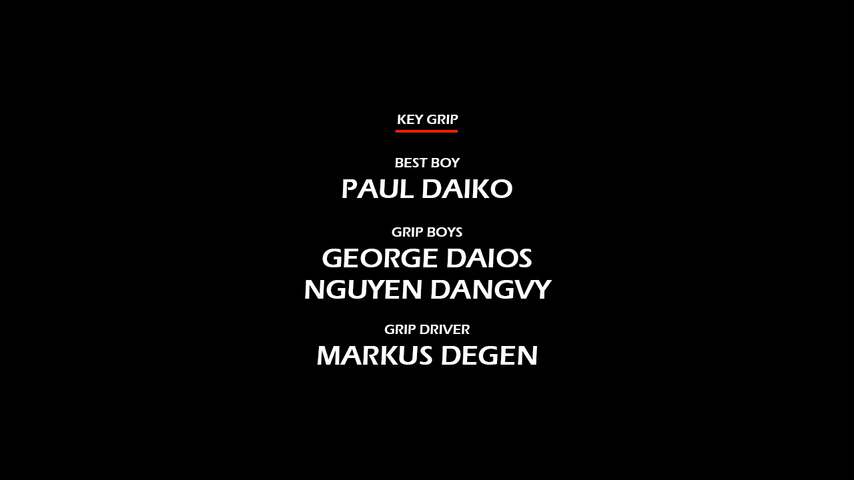 KEY GRIP
BEST BOY
PAUL DAIKO
GRIP BOYS
GEORGE DAIOS
NGUYEN DANGVY
GRIP DRIVER
MARKUS DEGEN